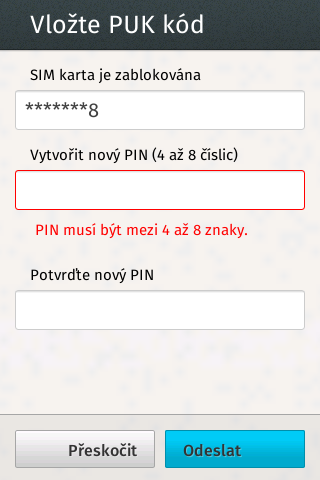 Vložte PUK kód
SIM karta je zablokována
*******8
Vytvořit nový PIN (4 až 8 číslic)
PIN musí být mezi 4 až 8 znaky.
Potvrďte nový PIN
Přeskočit
Odeslat